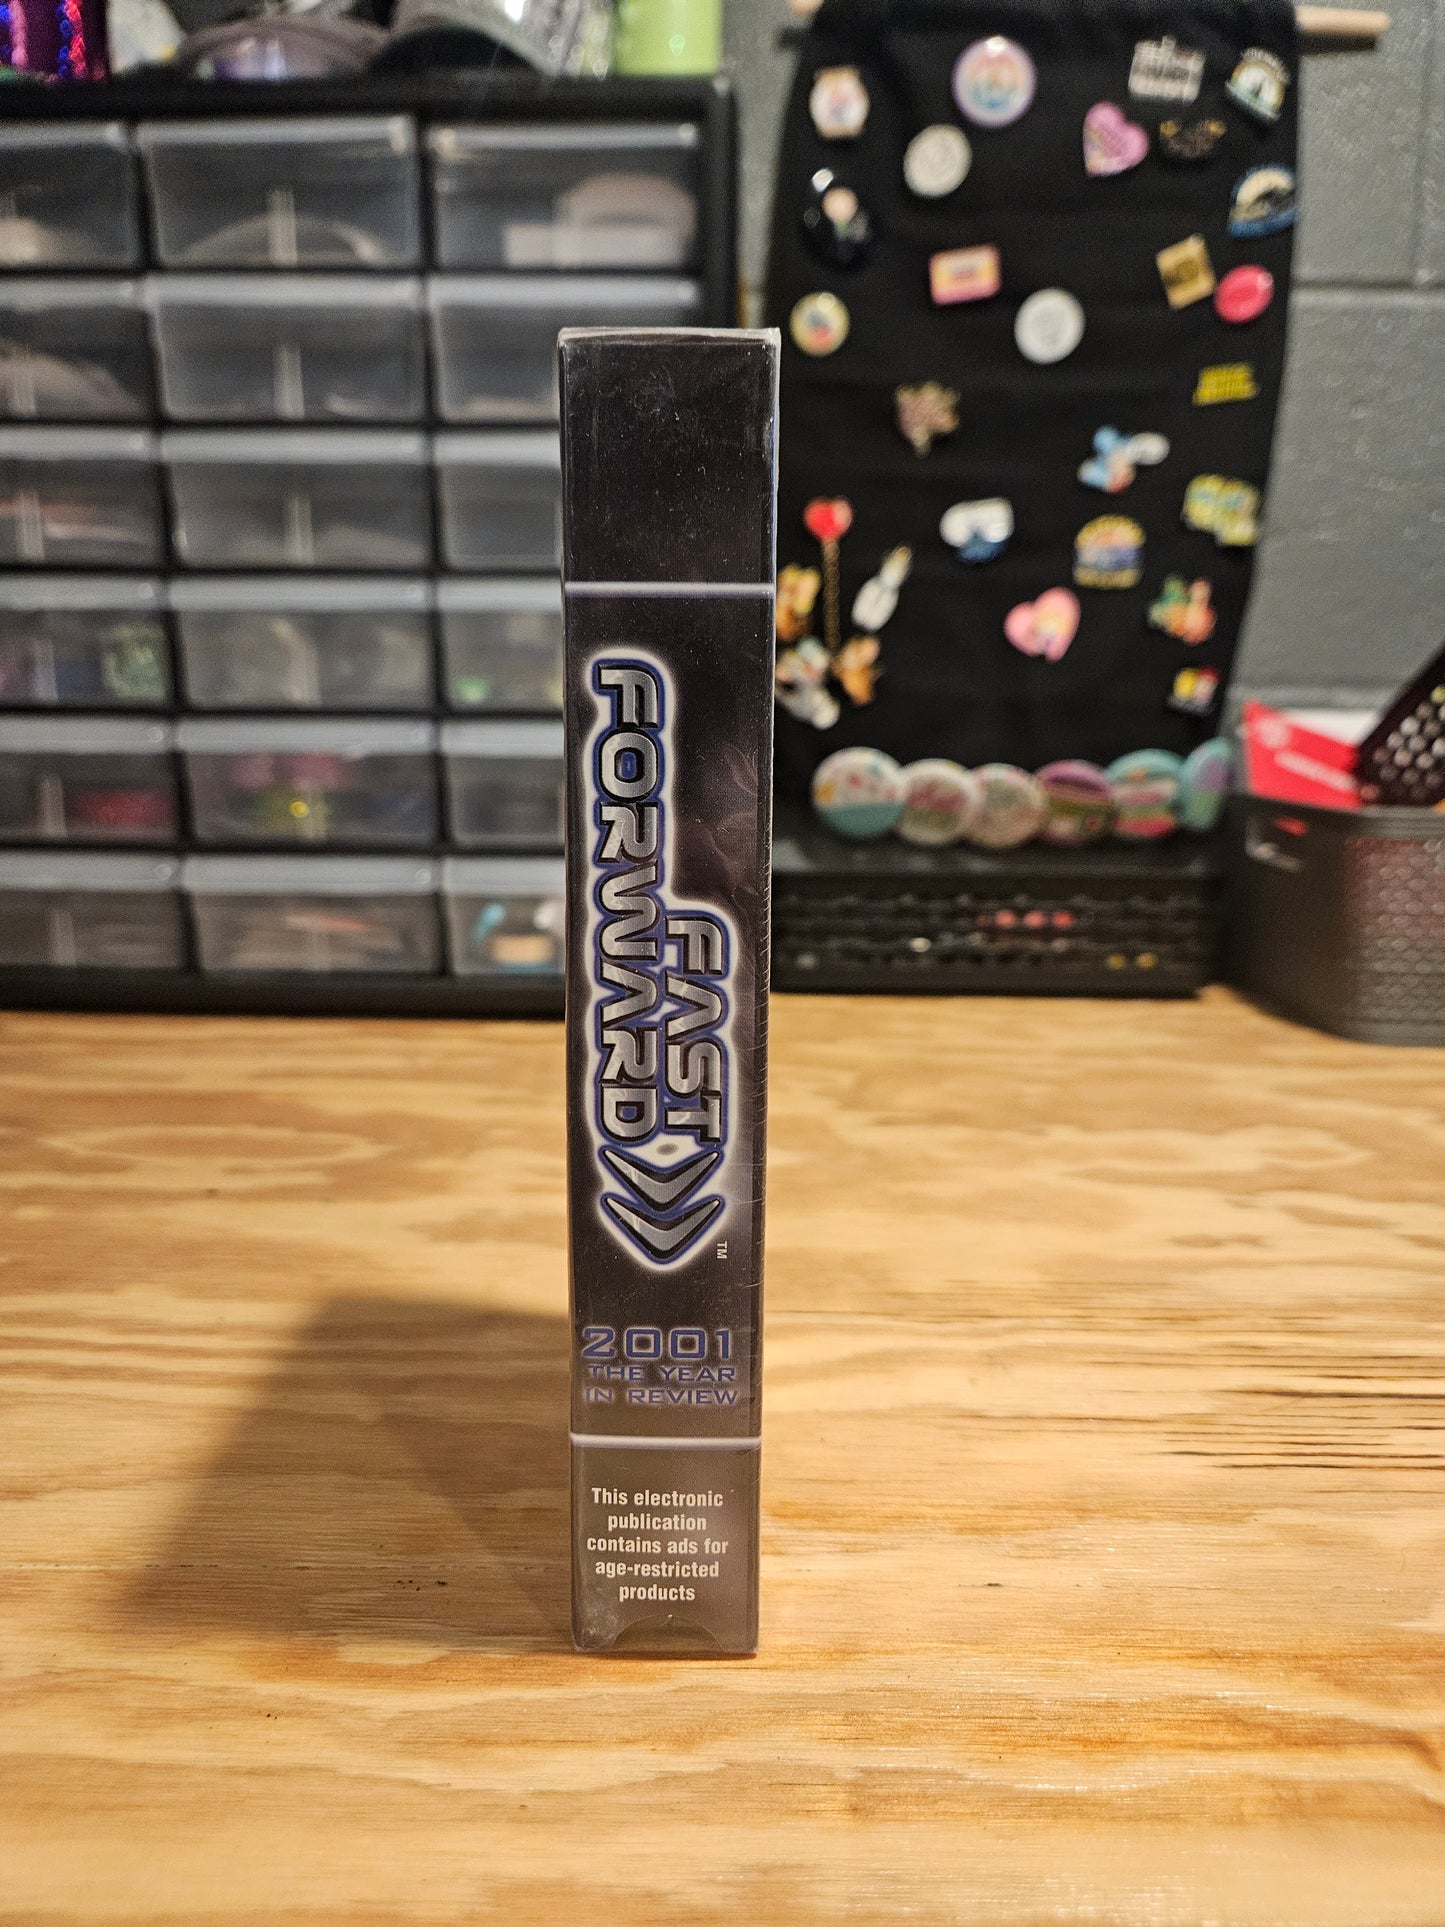 FAST
FORWARD
TM
2001
THE YEAR
IN REVIEW
This electronic
publication
contains ads for
age-restricted
products